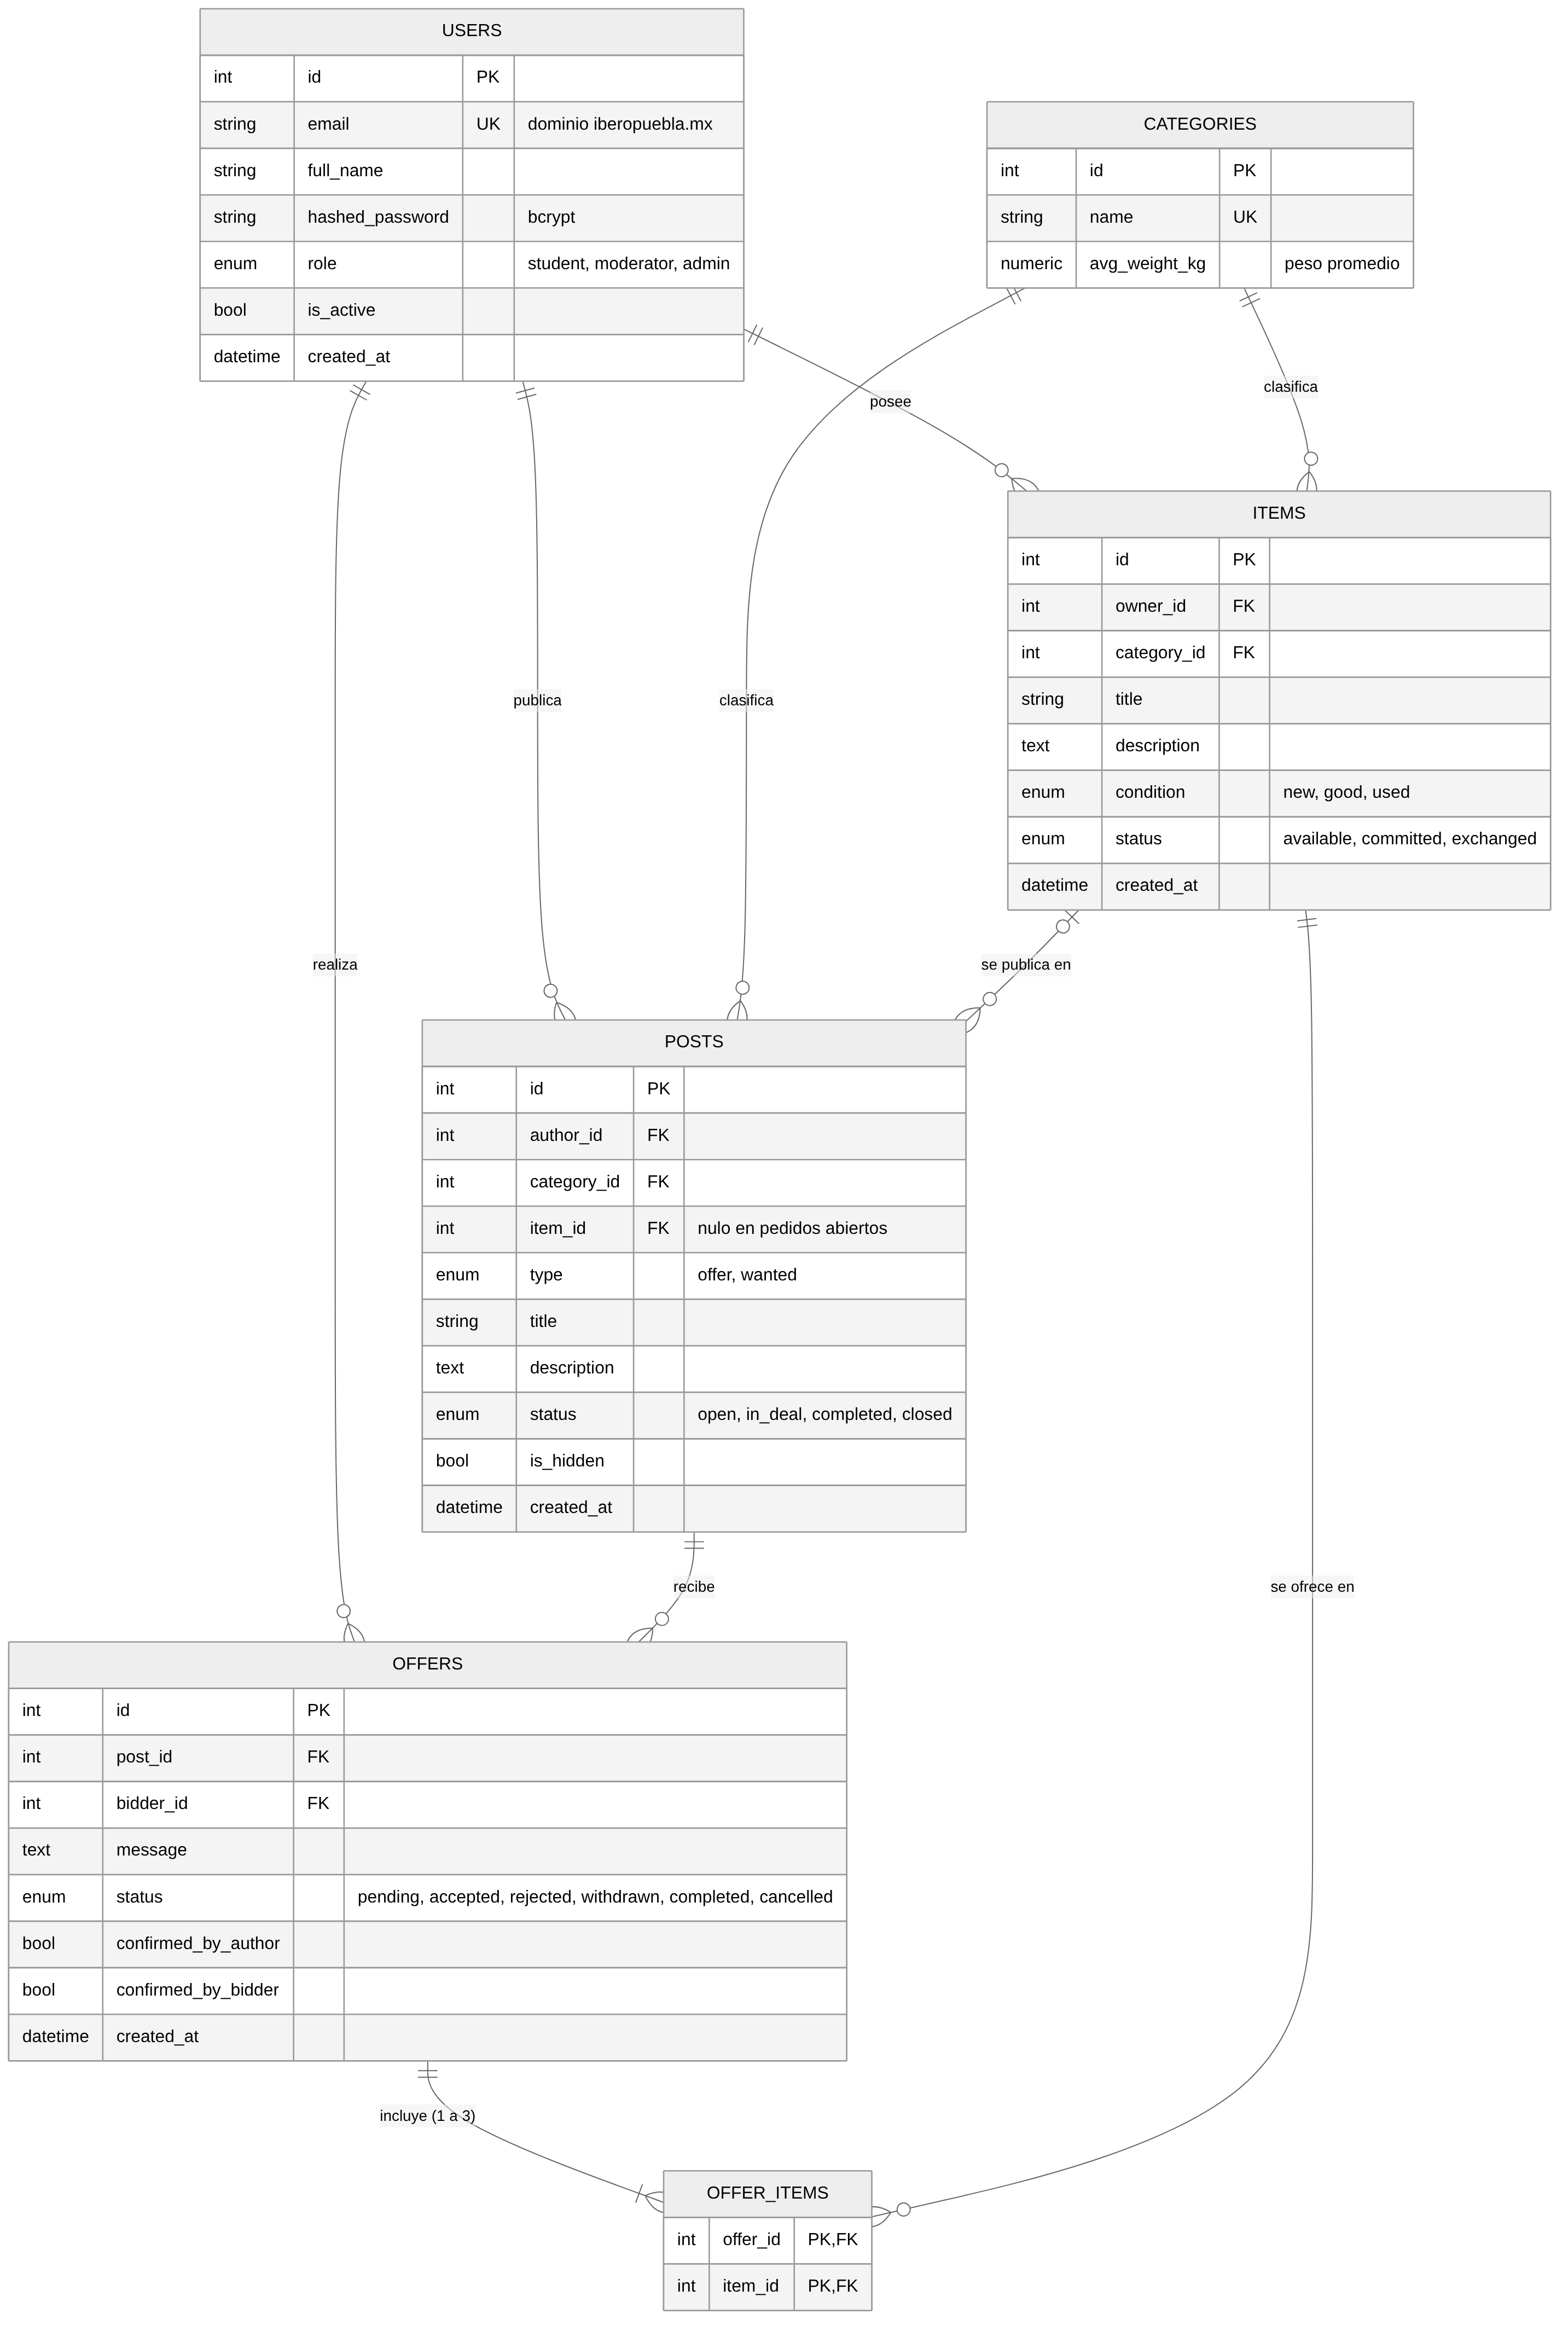 USERS
int id PK
string email UK dominio iberopuebla.mx
string full_name
string hashed_password bcrypt
enum role student, moderator, admin
bool is_active
datetime created_at
CATEGORIES
int id PK
string name UK
numeric avg_weight_kg peso promedio
posee
clasifica
ITEMS
int id PK
int owner_id FK
int category_id FK
string title
text description
enum condition new, good, used
enum status available, committed, exchanged
datetime created_at
publica
clasifica
realiza
se publica en
POSTS
int id PK
int author_id FK
int category_id FK
int item_id FK nulo en pedidos abiertos
enum type offer, wanted
string title
text description
enum status open, in_deal, completed, closed
bool is_hidden
datetime created_at
recibe
se ofrece en
OFFERS
int id PK
int post_id FK
int bidder_id FK
text message
enum status pending, accepted, rejected, withdrawn, completed, cancelled
bool confirmed_by_author
bool confirmed_by_bidder
datetime created_at
incluye (1 a 3)
OFFER_ITEMS
int offer_id PK,FK
int item_id PK,FK